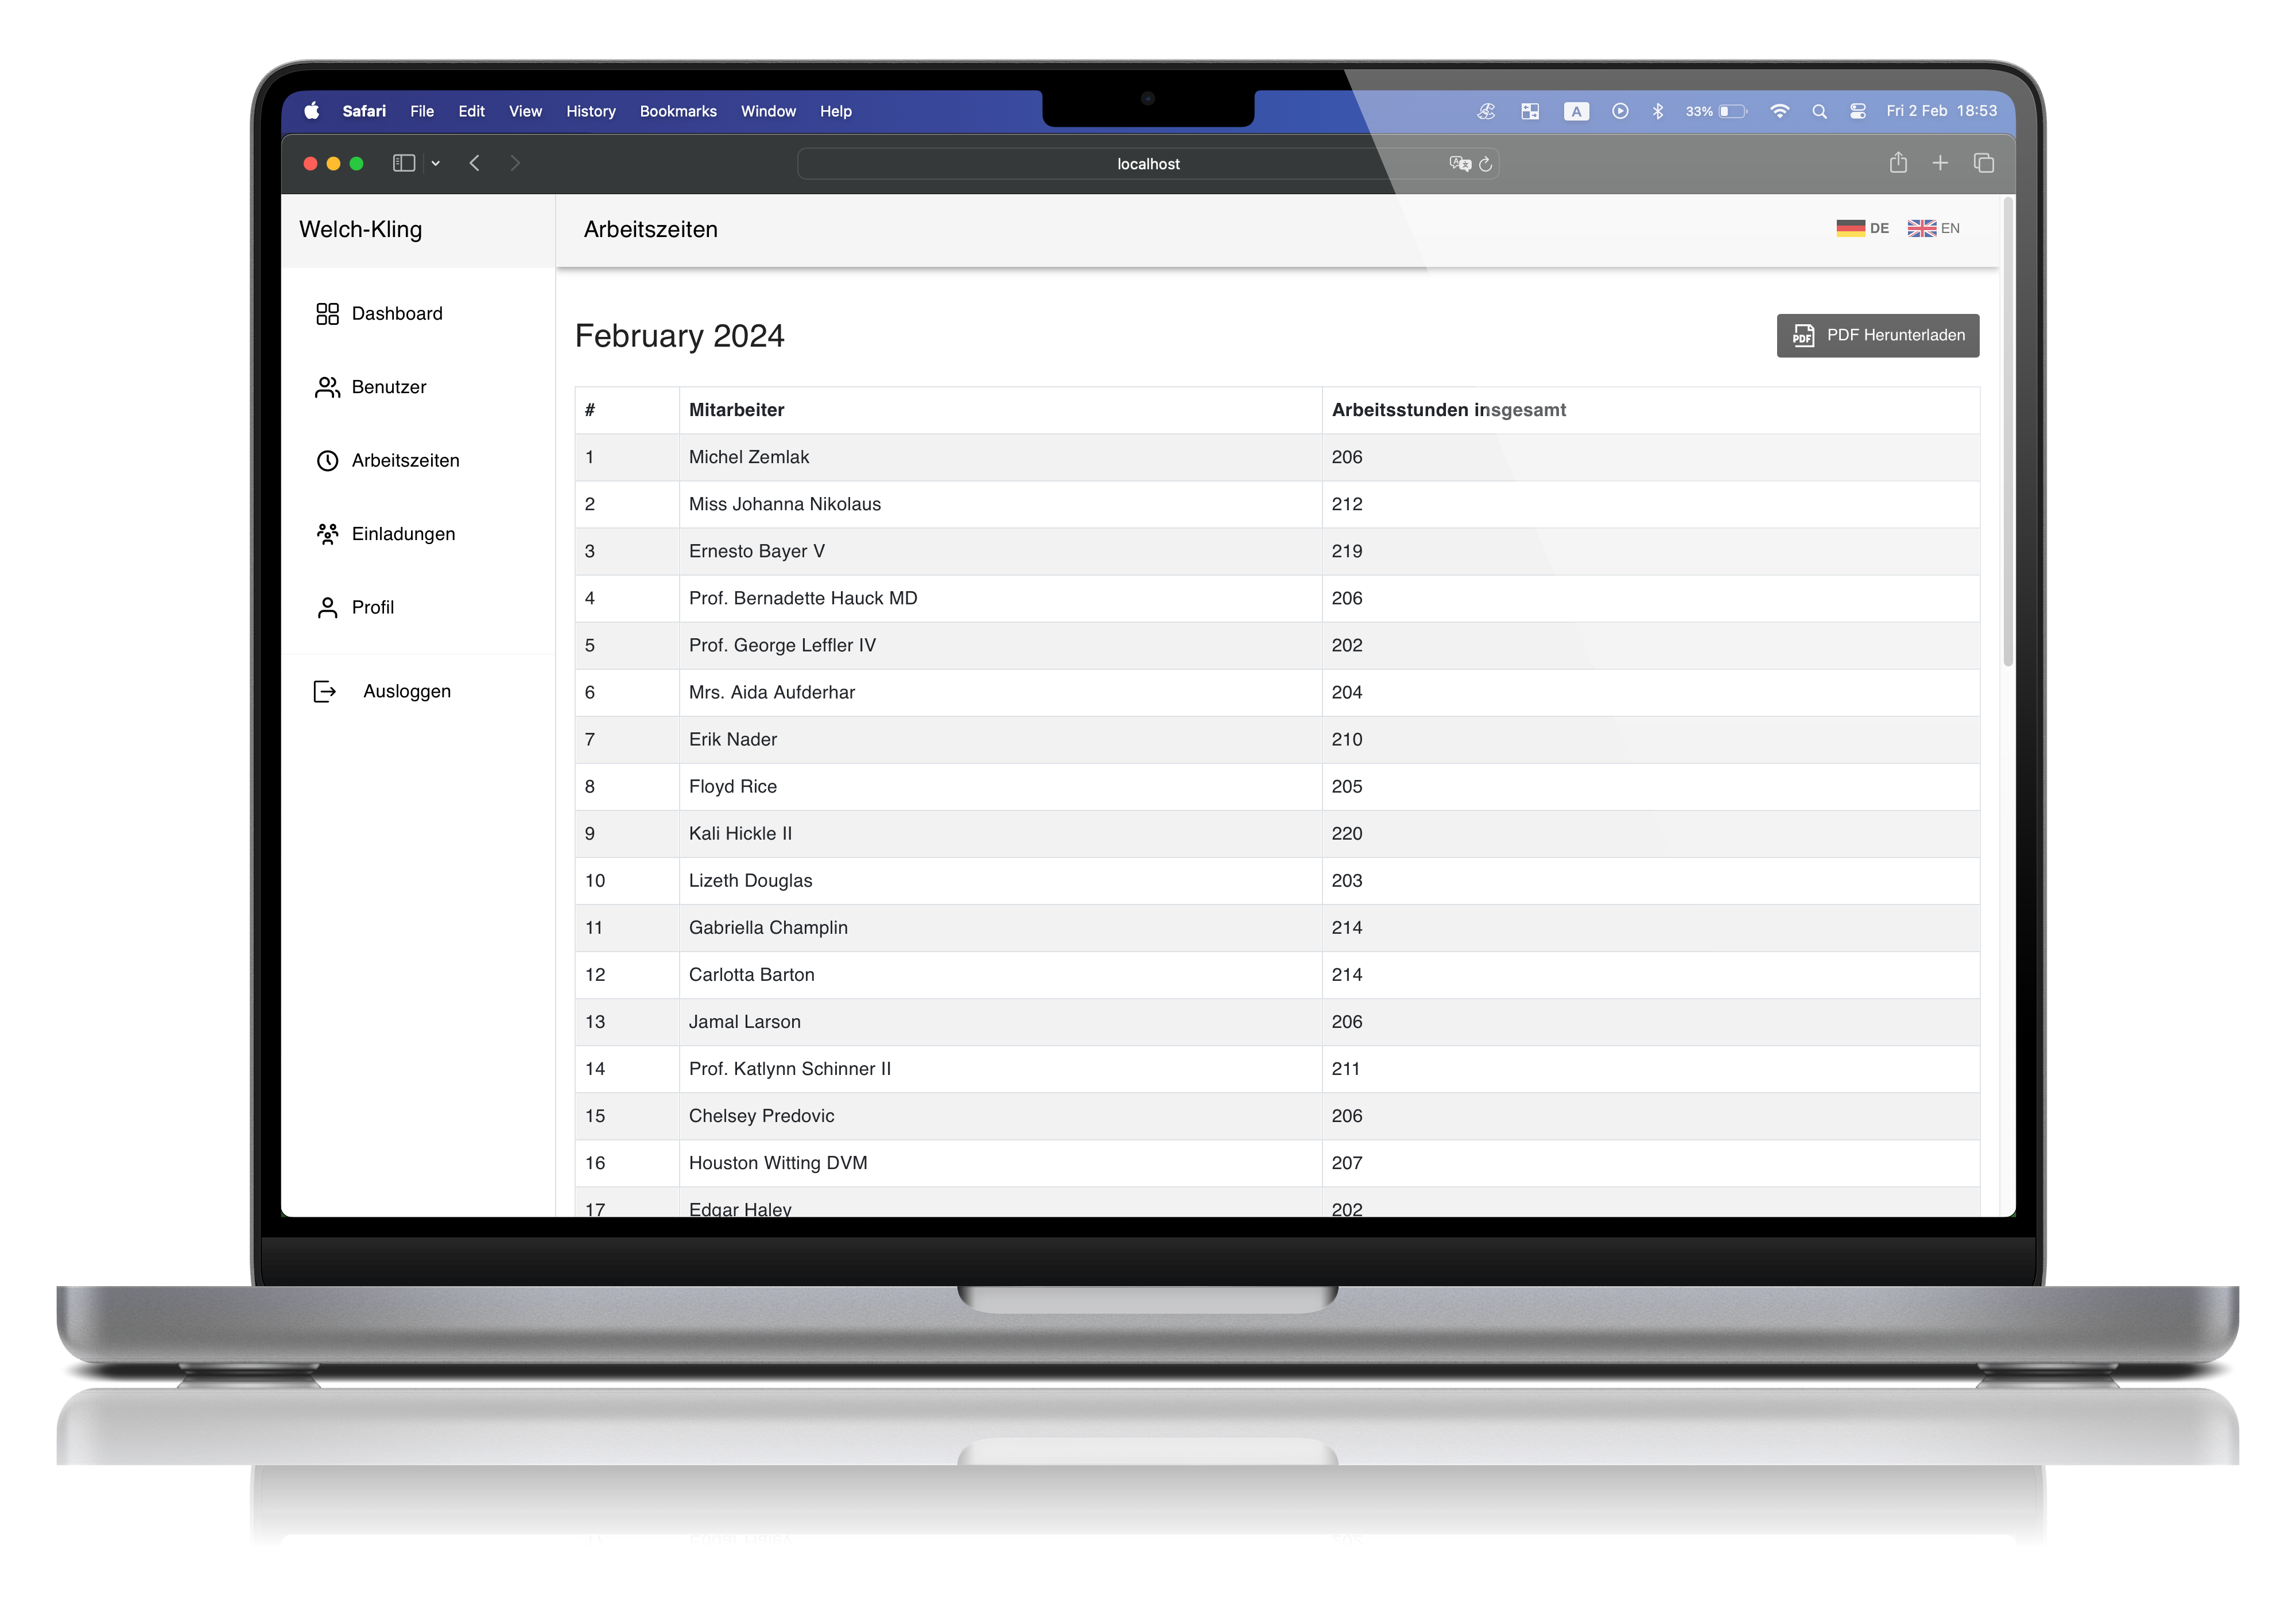 Safari File Edit View History Bookmarks Window Help
A 33% Fri 2 Feb 18:53
localhost
Welch-Kling
Arbeitszeiten
DE EN
Dashboard
Benutzer
Arbeitszeiten
Einladungen
Profil
Ausloggen
February 2024
PDF PDF Herunterladen
# Mitarbeiter Arbeitsstunden insgesamt
1 Michel Zemlak 206
2 Miss Johanna Nikolaus 212
3 Ernesto Bayer V 219
4 Prof. Bernadette Hauck MD 206
5 Prof. George Leffler IV 202
6 Mrs. Aida Aufderhar 204
7 Erik Nader 210
8 Floyd Rice 205
9 Kali Hickle II 220
10 Lizeth Douglas 203
11 Gabriella Champlin 214
12 Carlotta Barton 214
13 Jamal Larson 206
14 Prof. Katlynn Schinner II 211
15 Chelsey Predovic 206
16 Houston Witting DVM 207
17 Edgar Haley 202